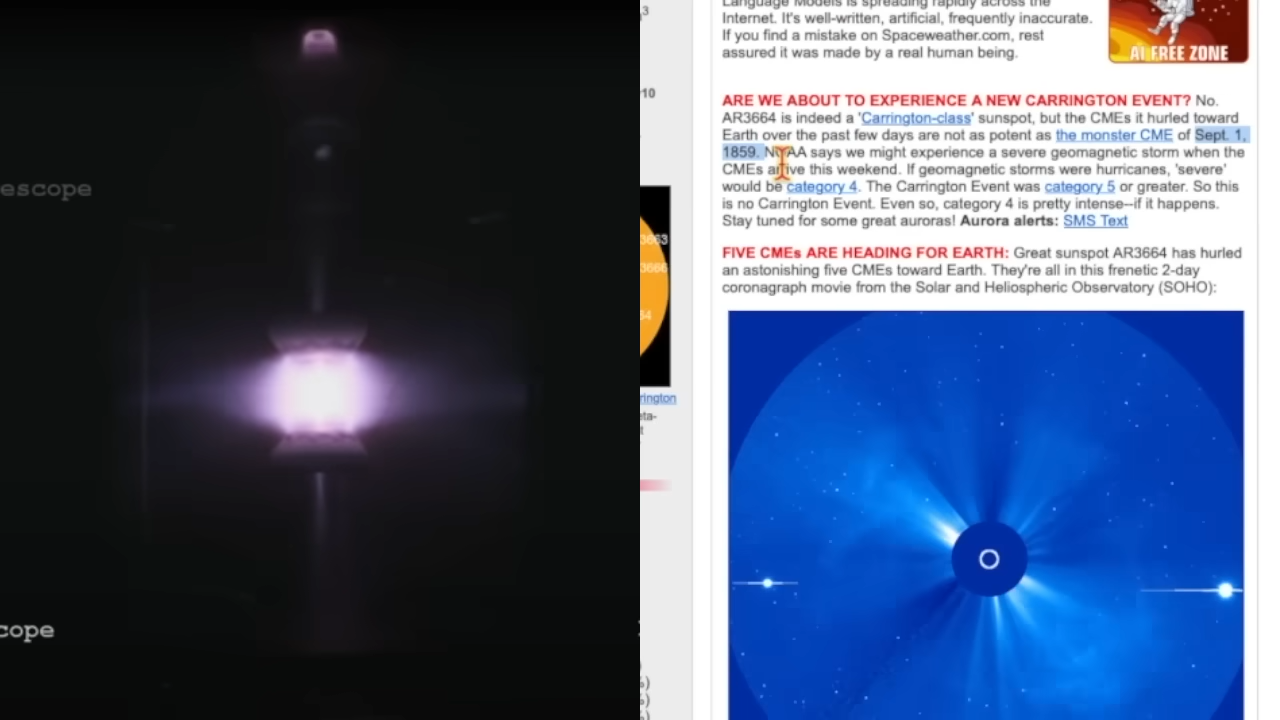 escope
cope
3
r10
3663
3666
64
rington
eta-
t
)
)
)
Language Models is spreading rapidly across the
Internet. It's well-written, artificial, frequently inaccurate.
If you find a mistake on Spaceweather.com, rest
assured it was made by a real human being.
AI FREE ZONE
ARE WE ABOUT TO EXPERIENCE A NEW CARRINGTON EVENT? No.
AR3664 is indeed a 'Carrington-class' sunspot, but the CMEs it hurled toward
Earth over the past few days are not as potent as the monster CME of Sept. 1,
1859. NOAA says we might experience a severe geomagnetic storm when the
CMEs arrive this weekend. If geomagnetic storms were hurricanes, 'severe'
would be category 4. The Carrington Event was category 5 or greater. So this
is no Carrington Event. Even so, category 4 is pretty intense--if it happens.
Stay tuned for some great auroras! Aurora alerts: SMS Text
FIVE CMEs ARE HEADING FOR EARTH: Great sunspot AR3664 has hurled
an astonishing five CMEs toward Earth. They're all in this frenetic 2-day
coronagraph movie from the Solar and Heliospheric Observatory (SOHO):